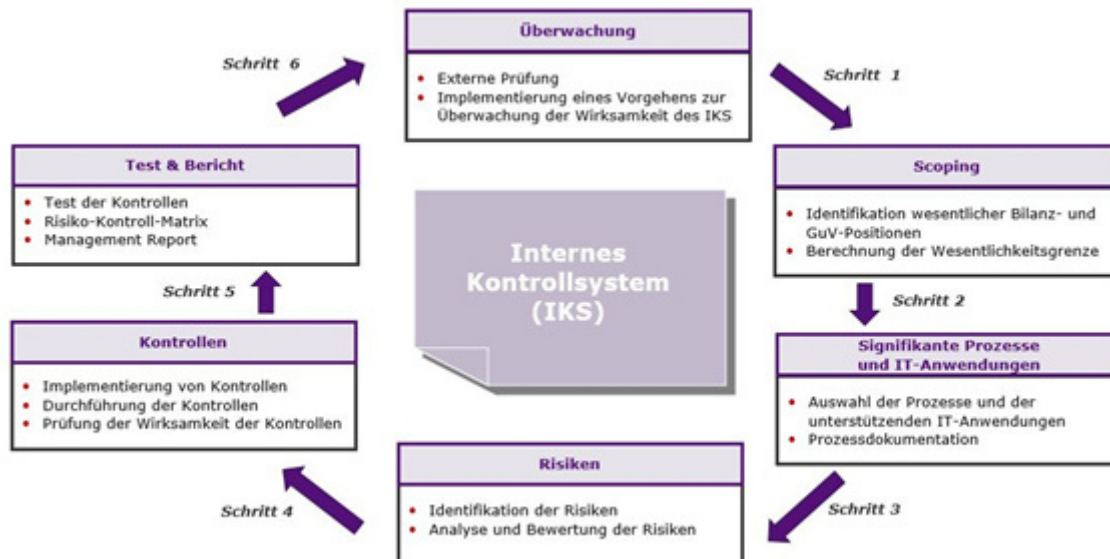 Überwachung
• Externe Prüfung
• Implementierung eines Vorgehens zur
Überwachung der Wirksamkeit des IKS
Schritt 1
Scoping
• Identifikation wesentlicher Bilanz- und
GuV-Positionen
• Berechnung der Wesentlichkeitsgrenze
Schritt 2
Signifikante Prozesse
und IT-Anwendungen
• Auswahl der Prozesse und der
unterstützenden IT-Anwendungen
• Prozessdokumentation
Schritt 3
Risiken
• Identifikation der Risiken
• Analyse und Bewertung der Risiken
Schritt 4
Kontrollen
• Implementierung von Kontrollen
• Durchführung der Kontrollen
• Prüfung der Wirksamkeit der Kontrollen
Schritt 5
Test & Bericht
• Test der Kontrollen
• Risiko-Kontroll-Matrix
• Management Report
Schritt 6
Internes
Kontrollsystem
(IKS)